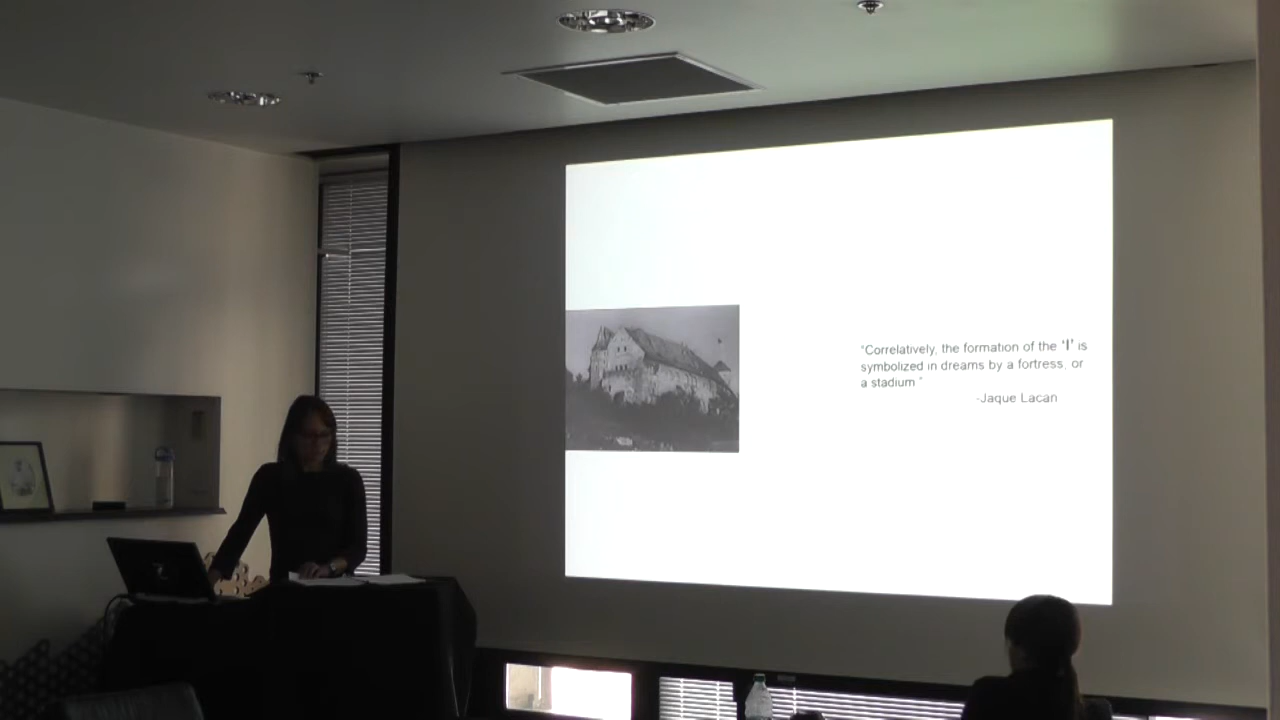 "Correlatively, the formation of the 'I' is
symbolized in dreams by a fortress, or
a stadium "
-Jaque Lacan